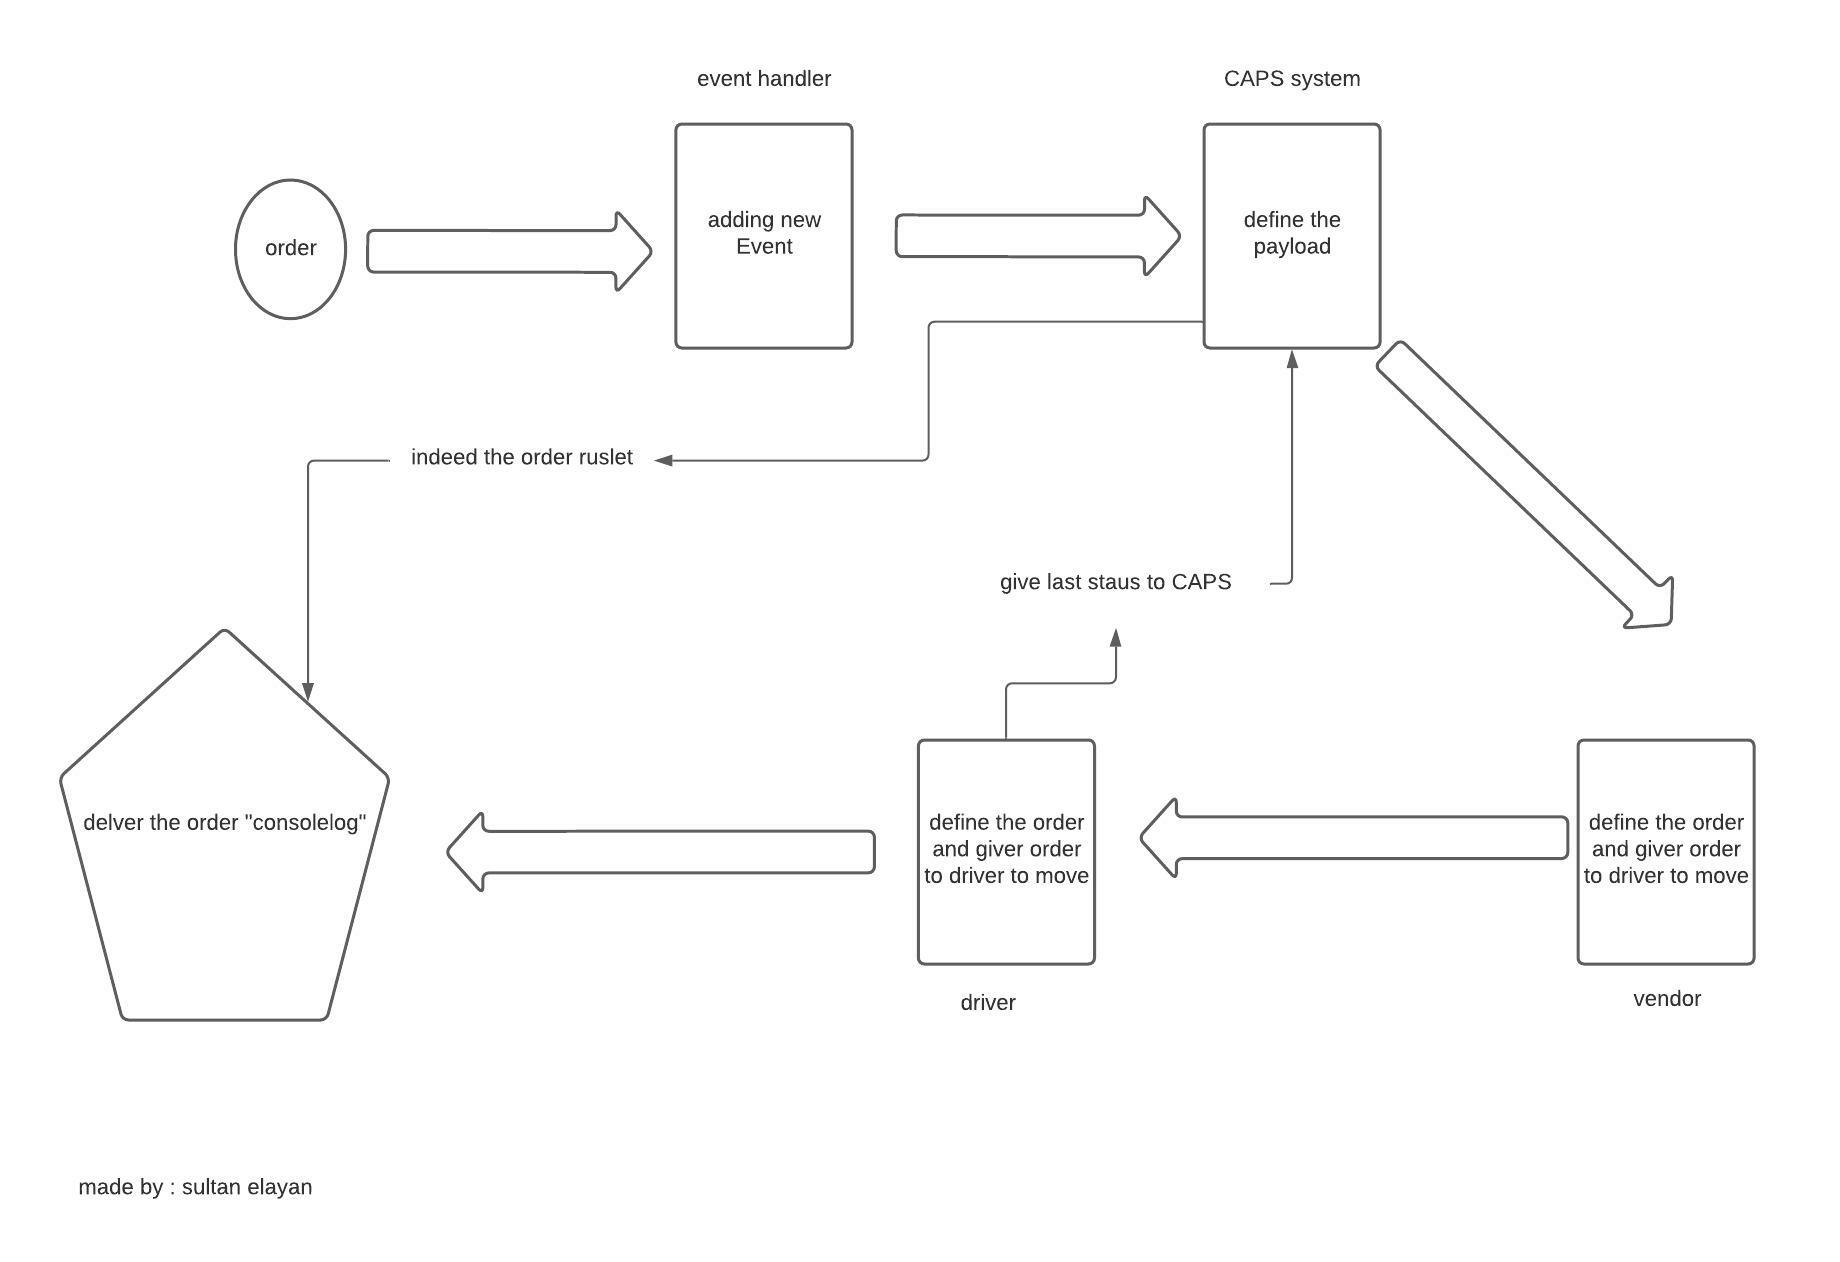 event handler
CAPS system
order
adding new
Event
define the
payload
indeed the order ruslet
give last staus to CAPS
delver the order "consolelog"
define the order
and giver order
to driver to move
define the order
and giver order
to driver to move
driver
vendor
made by : sultan elayan